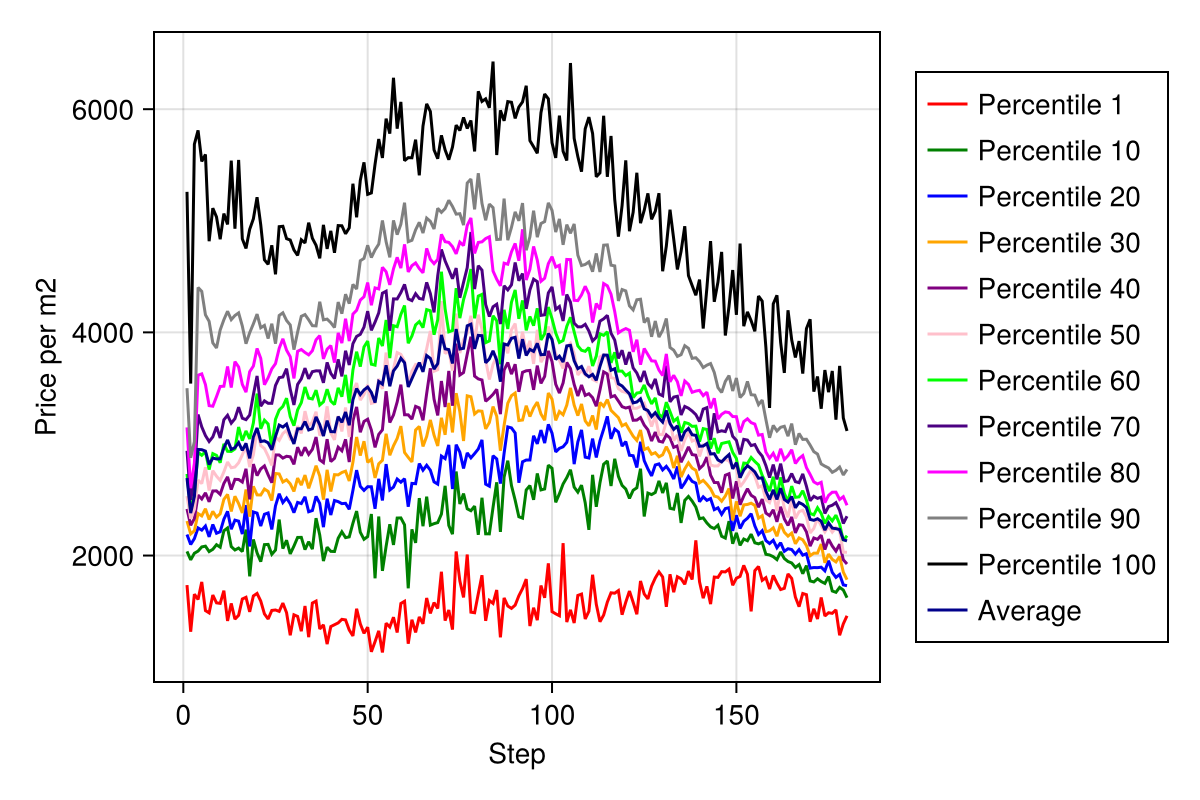 Price per m2
6000
4000
2000
0
50
100
150
Step
Percentile 1
Percentile 10
Percentile 20
Percentile 30
Percentile 40
Percentile 50
Percentile 60
Percentile 70
Percentile 80
Percentile 90
Percentile 100
Average